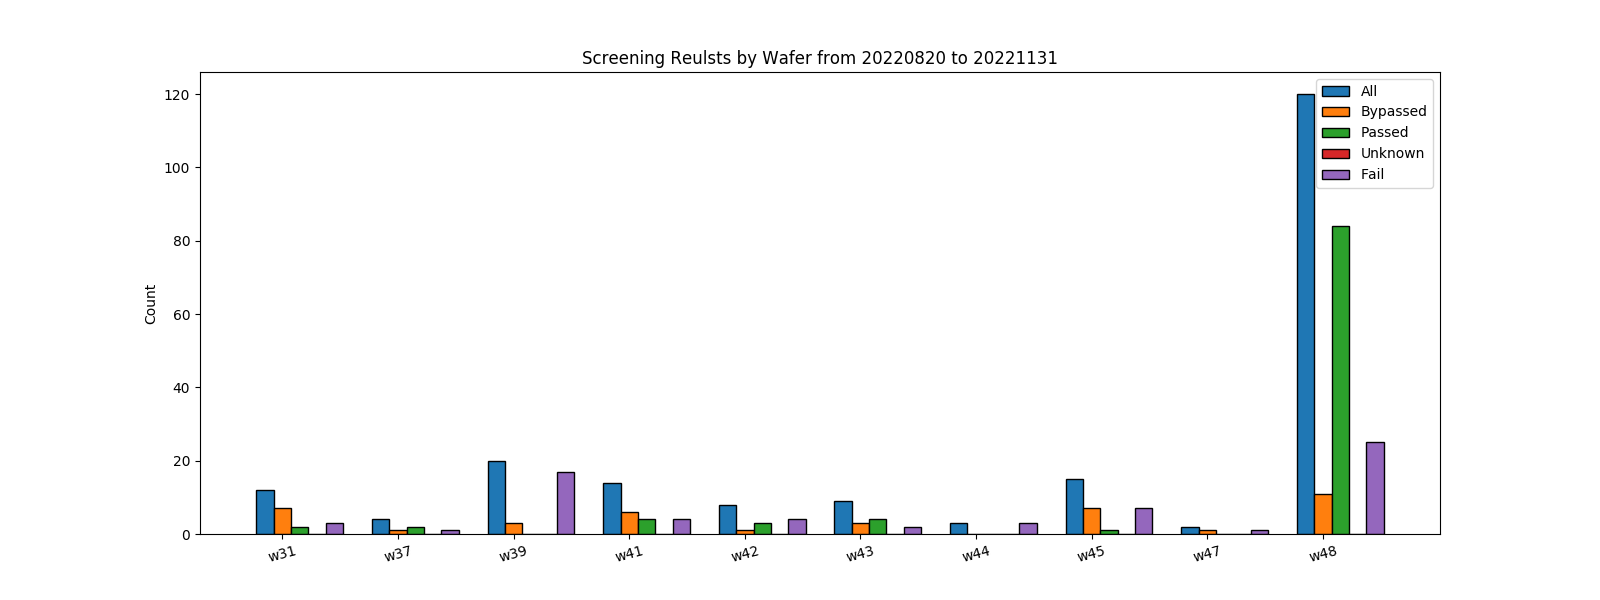 Screening Reulsts by Wafer from 20220820 to 20221131
120
100
80
60
40
20
0
Count
All
Bypassed
Passed
Unknown
Fail
w31 w37 w39 w41 w42 w43 w44 w45 w47 w48